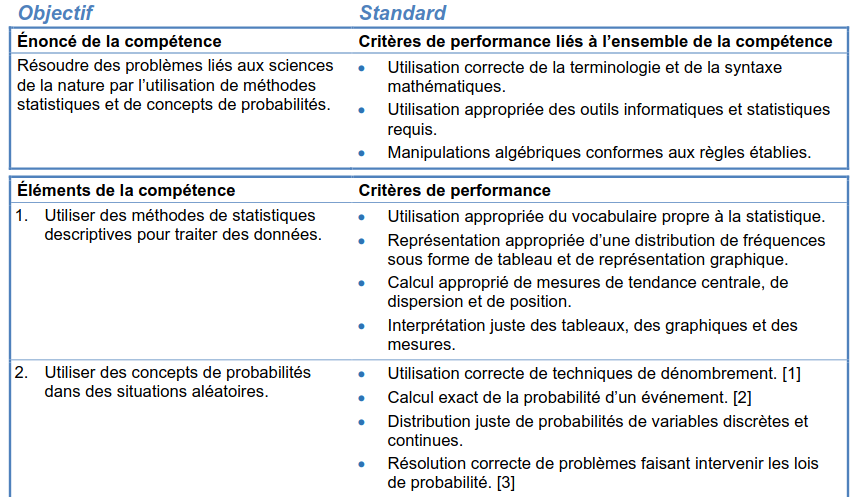 Objectif Standard
Énoncé de la compétence Critères de performance liés à l'ensemble de la compétence
Résoudre des problèmes liés aux sciences
de la nature par l'utilisation de méthodes
statistiques et de concepts de probabilités.
• Utilisation correcte de la terminologie et de la syntaxe
mathématiques.
• Utilisation appropriée des outils informatiques et statistiques
requis.
• Manipulations algébriques conformes aux règles établies.
Éléments de la compétence Critères de performance
1. Utiliser des méthodes de statistiques
descriptives pour traiter des données.
• Utilisation appropriée du vocabulaire propre à la statistique.
• Représentation appropriée d'une distribution de fréquences
sous forme de tableau et de représentation graphique.
• Calcul approprié de mesures de tendance centrale, de
dispersion et de position.
• Interprétation juste des tableaux, des graphiques et des
mesures.
2. Utiliser des concepts de probabilités
dans des situations aléatoires.
• Utilisation correcte de techniques de dénombrement. [1]
• Calcul exact de la probabilité d'un événement. [2]
• Distribution juste de probabilités de variables discrètes et
continues.
• Résolution correcte de problèmes faisant intervenir les lois
de probabilité. [3]